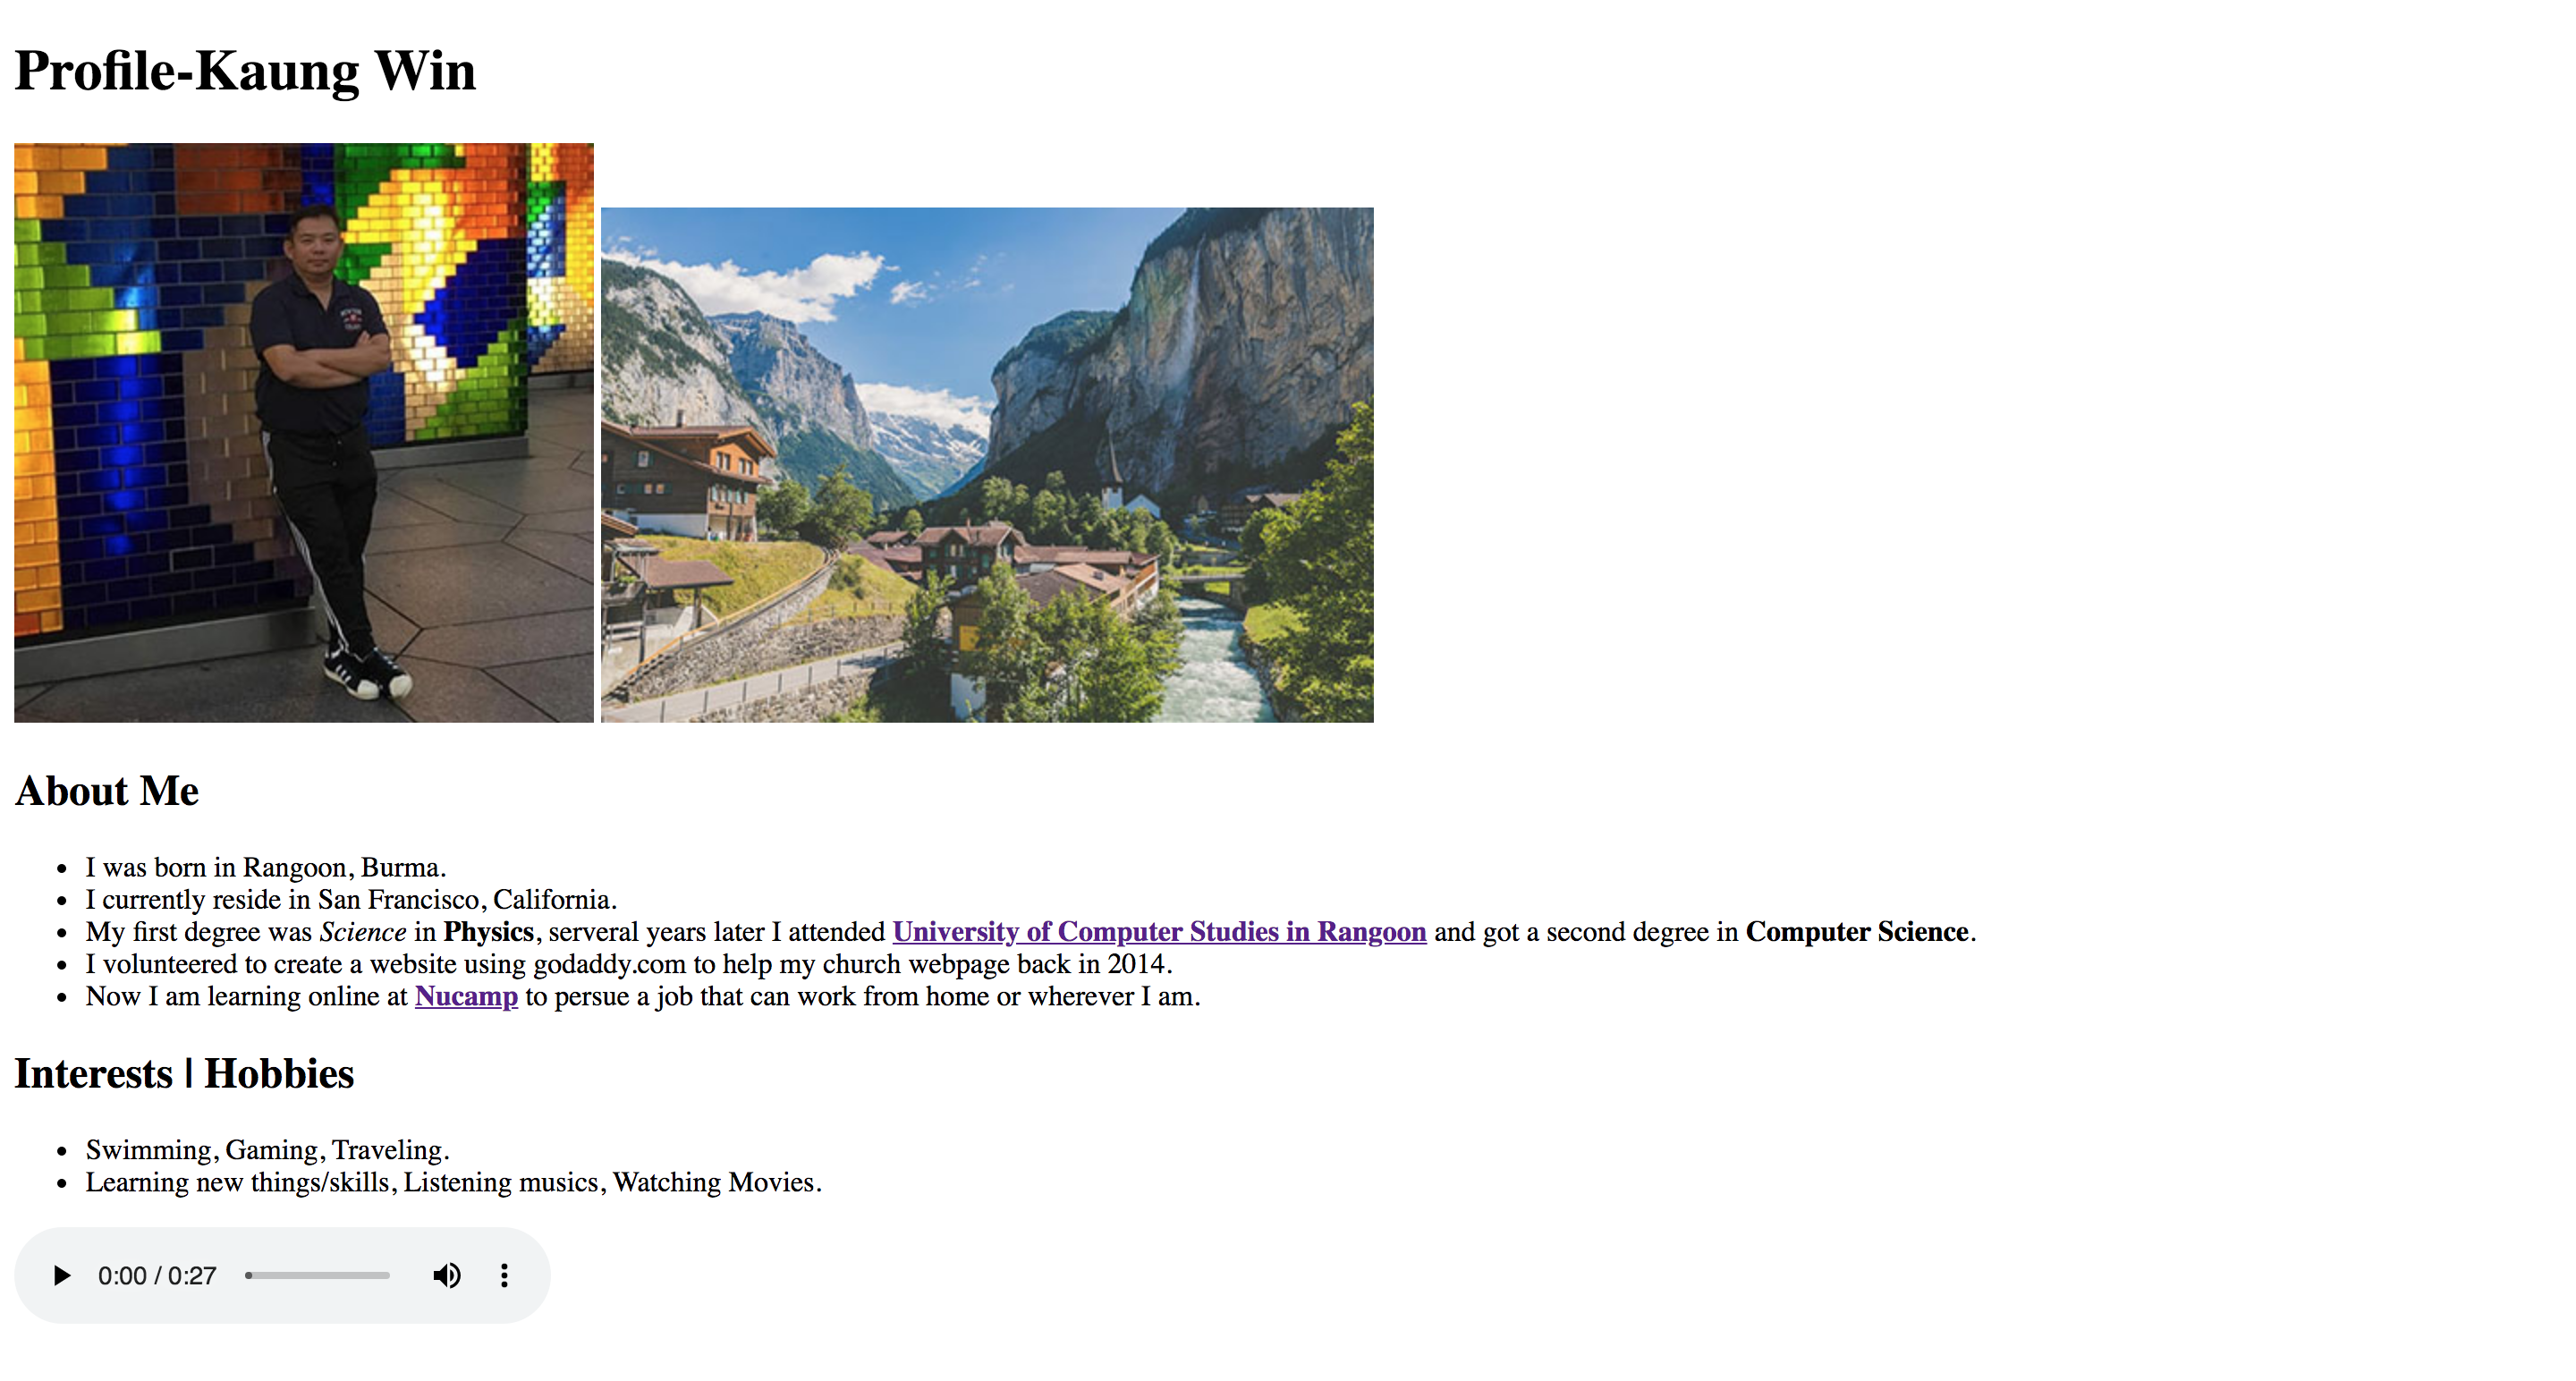 Profile-Kaung Win
About Me
I was born in Rangoon, Burma.
I currently reside in San Francisco, California.
My first degree was Science in Physics, serveral years later I attended University of Computer Studies in Rangoon and got a second degree in Computer Science.
I volunteered to create a website using godaddy.com to help my church webpage back in 2014.
Now I am learning online at Nucamp to persue a job that can work from home or wherever I am.
Interests | Hobbies
Swimming, Gaming, Traveling.
Learning new things/skills, Listening musics, Watching Movies.
0:00 / 0:27